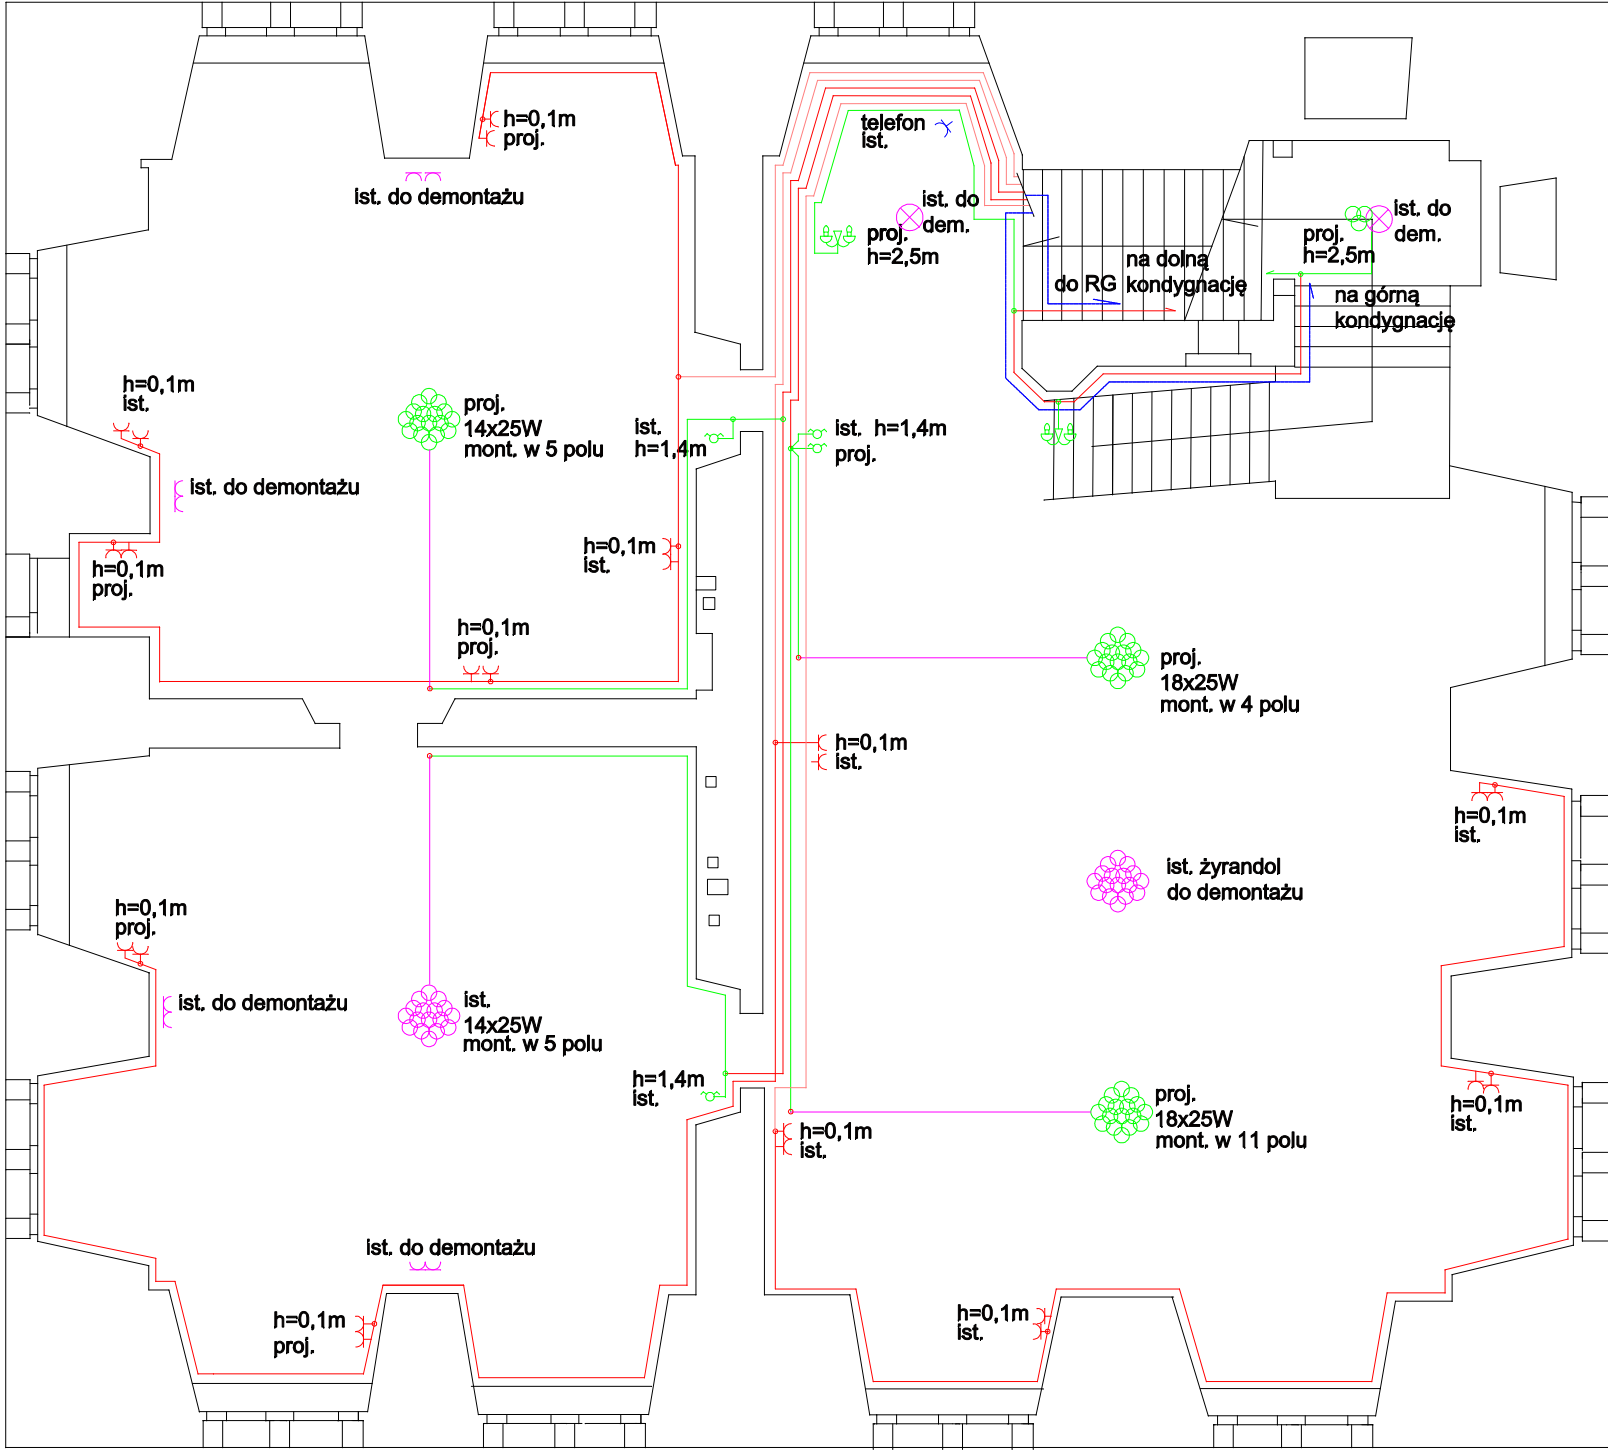 h=0,1m
proj.
ist. do demontażu
telefon
ist.
ist. do
dem.
proj.
h=2,5m
ist. do
dem.
proj.
h=2,5m
na dolną
kondygnację
do RG
na górną
kondygnację
h=0,1m
ist.
proj.
14x25W
mont. w 5 polu
ist.
h=1,4m
ist. h=1,4m
proj.
ist. do demontażu
h=0,1m
proj.
h=0,1m
ist.
h=0,1m
proj.
proj.
18x25W
mont. w 4 polu
h=0,1m
ist.
h=0,1m
ist.
ist. żyrandol
do demontażu
h=0,1m
proj.
ist. do demontażu
ist.
14x25W
mont. w 5 polu
h=1,4m
ist.
proj.
18x25W
mont. w 11 polu
h=0,1m
ist.
h=0,1m
ist.
ist. do demontażu
h=0,1m
proj.
h=0,1m
ist.